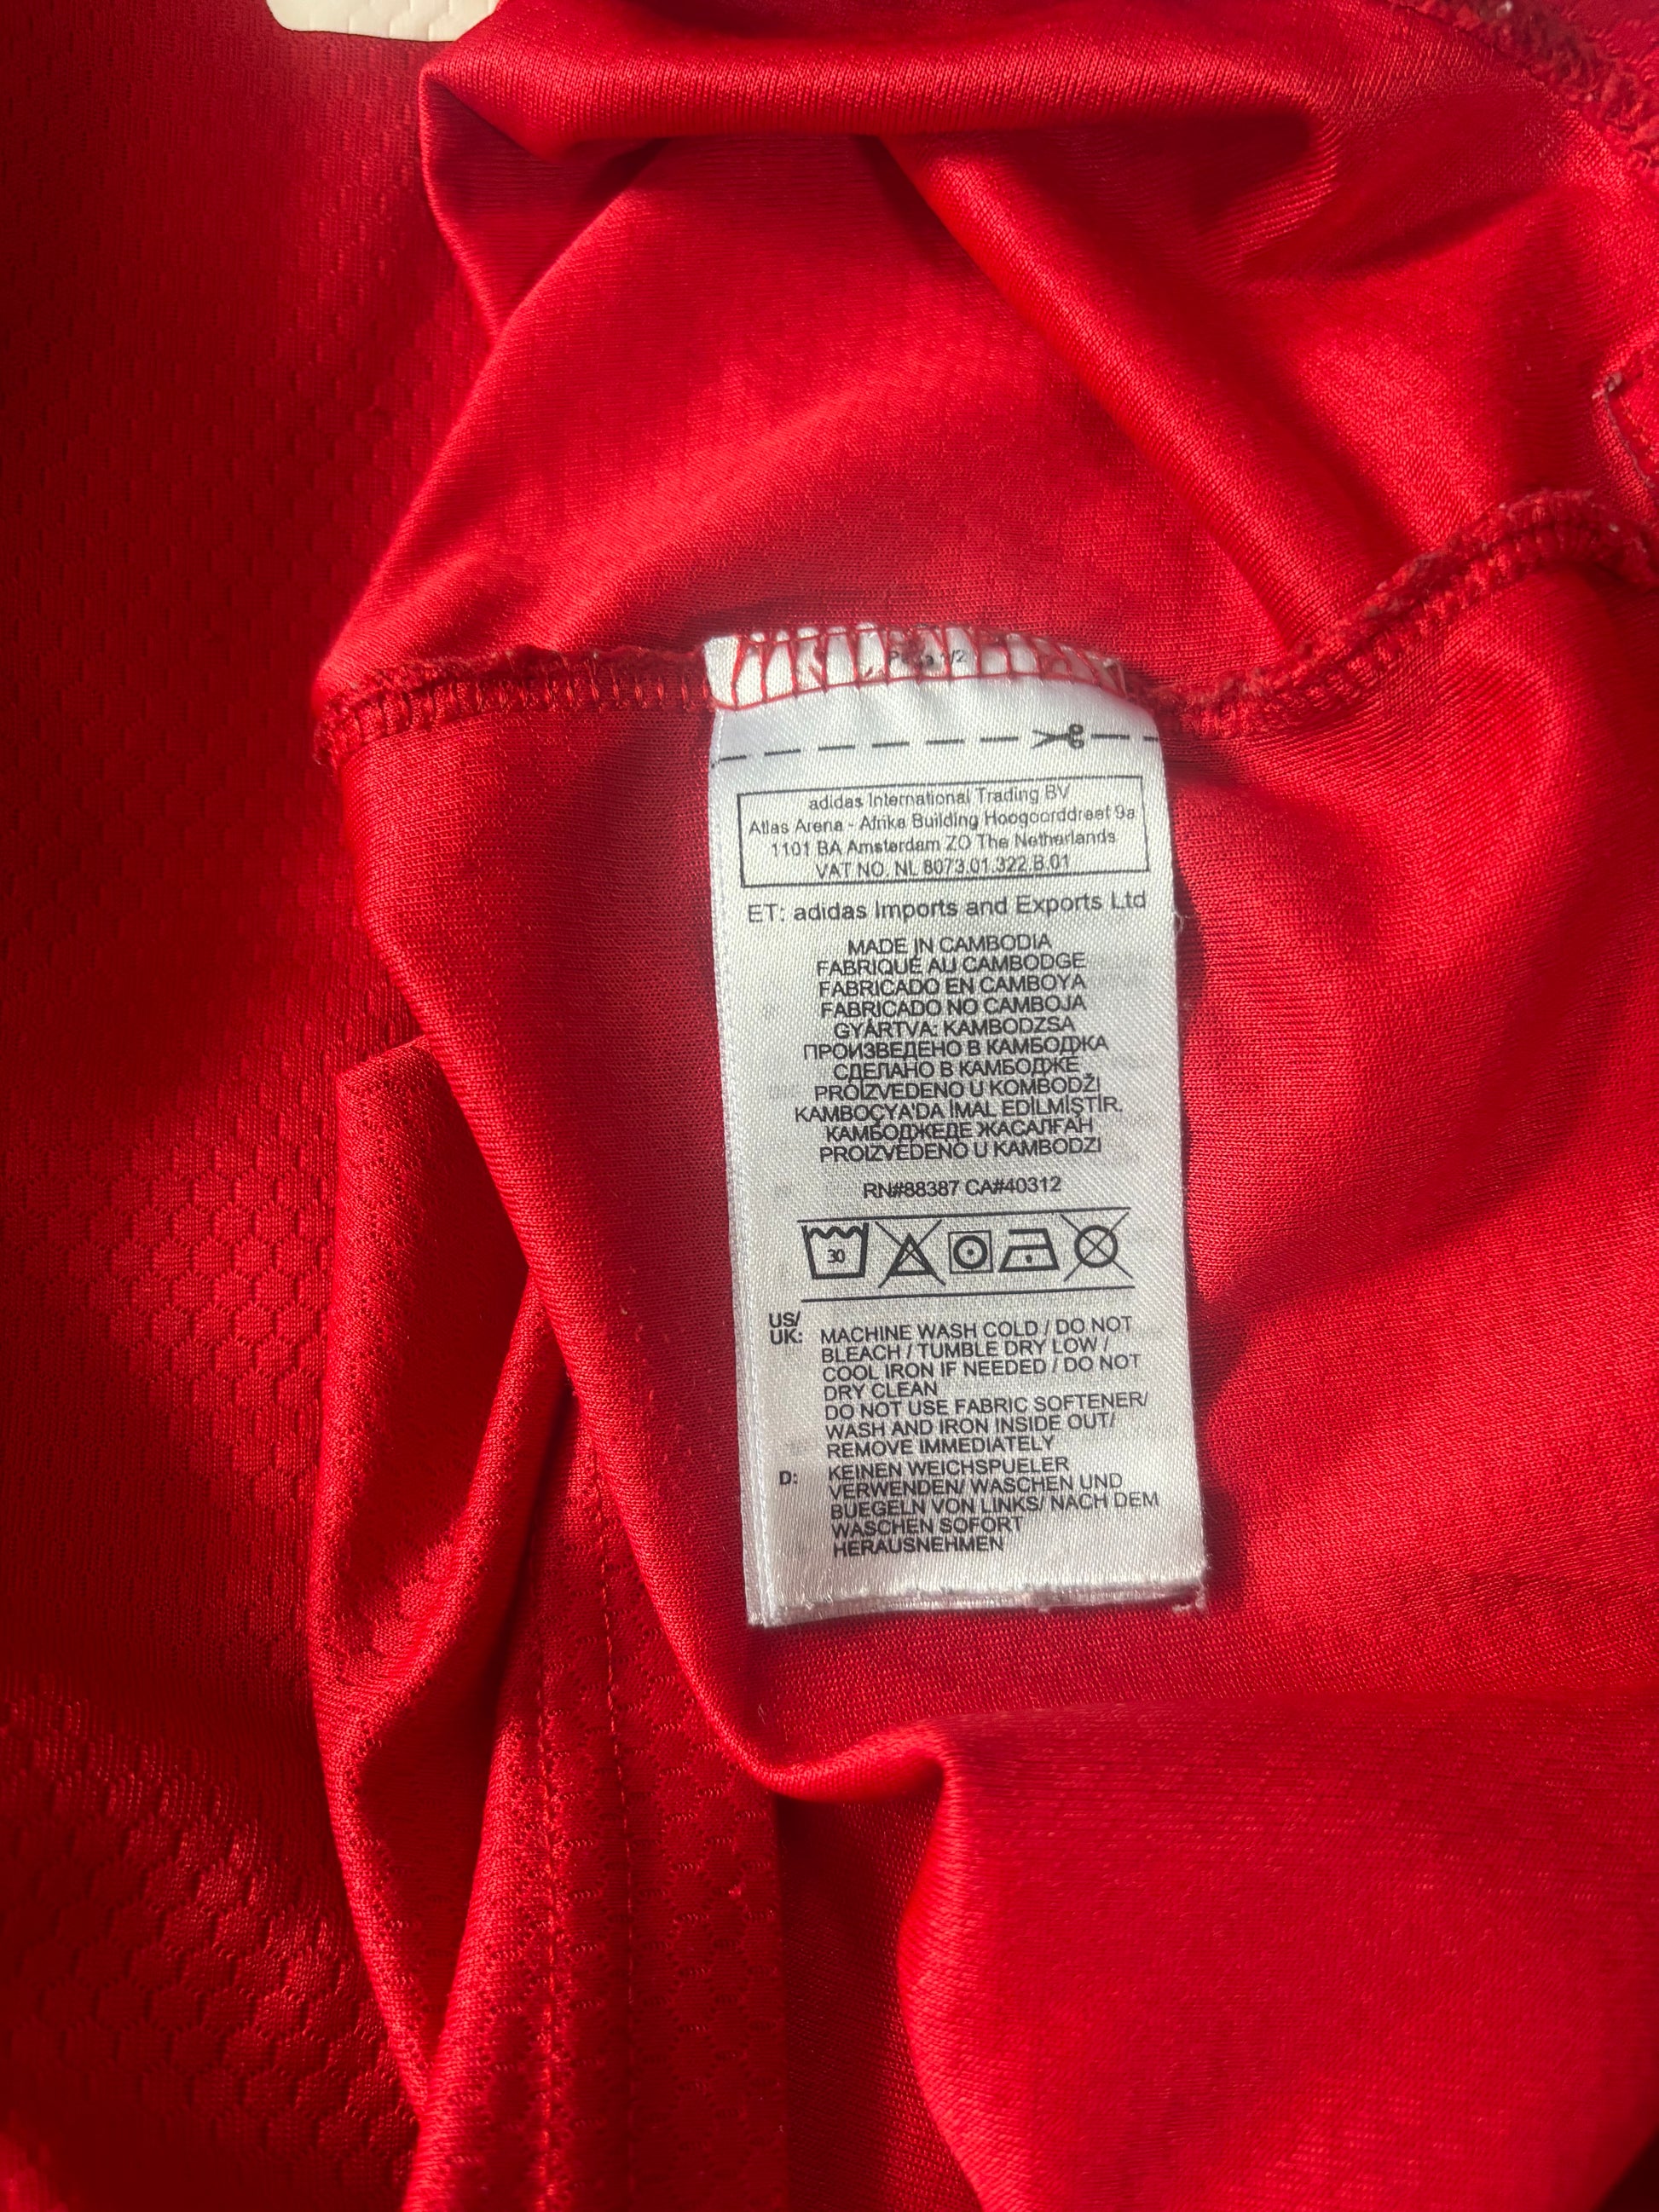 adidas International Trading BV
Atlas Arena - Afrika Building Hoogoorddreef 9a
1101 BA Amsterdam ZO The Netherlands
VAT NO. NL 8073.01.322.B.01
ET: adidas Imports and Exports Ltd
MADE IN CAMBODIA
FABRIQUÉ AU CAMBODGE
FABRICADO EN CAMBOYA
FABRICADO NO CAMBOJA
GYÁRTVA: KAMBODZSA
ПРОИЗВЕДЕНО В КАМБОДЖА
СДЕЛАНО В КАМБОДЖЕ
PROIZVEDENO U KOMBODŽI
KAMBOÇYA'DA İMAL EDİLMİŞTİR.
КАМБОДЖЕДЕ ЖАСАЛҒАН
PROIZVEDENO U KAMBODZI
RN#88387 CA#40312
30
US/
UK: MACHINE WASH COLD / DO NOT
BLEACH / TUMBLE DRY LOW /
COOL IRON IF NEEDED / DO NOT
DRY CLEAN
DO NOT USE FABRIC SOFTENER/
WASH AND IRON INSIDE OUT/
REMOVE IMMEDIATELY
D: KEINEN WEICHSPUELER
VERWENDEN/ WASCHEN UND
BUEGELN VON LINKS/ NACH DEM
WASCHEN SOFORT
HERAUSNEHMEN